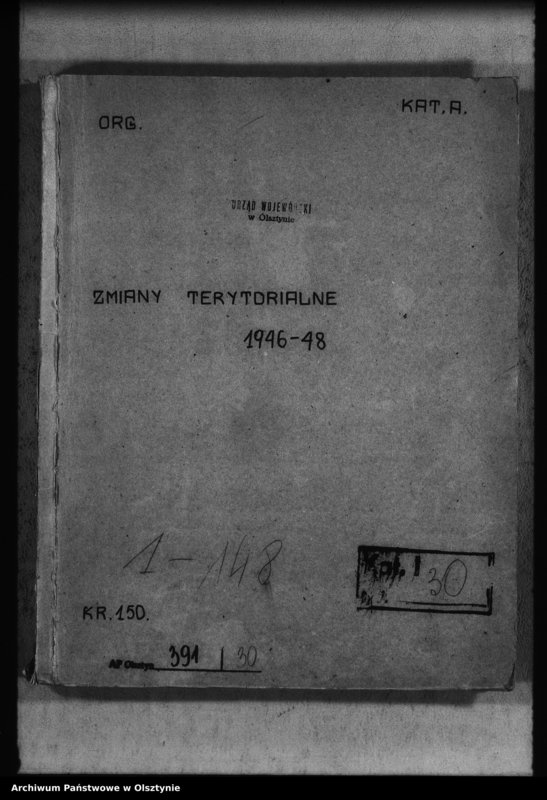 ORG.
KAT. A.
URZĄD WOJEWÓDZKI
w Olsztynie
ZMIANY TERYTORIALNE
1946-48
1-148
30
KR. 150.
AP Olsztyn 391 / 30
Archiwum Państwowe w Olsztynie